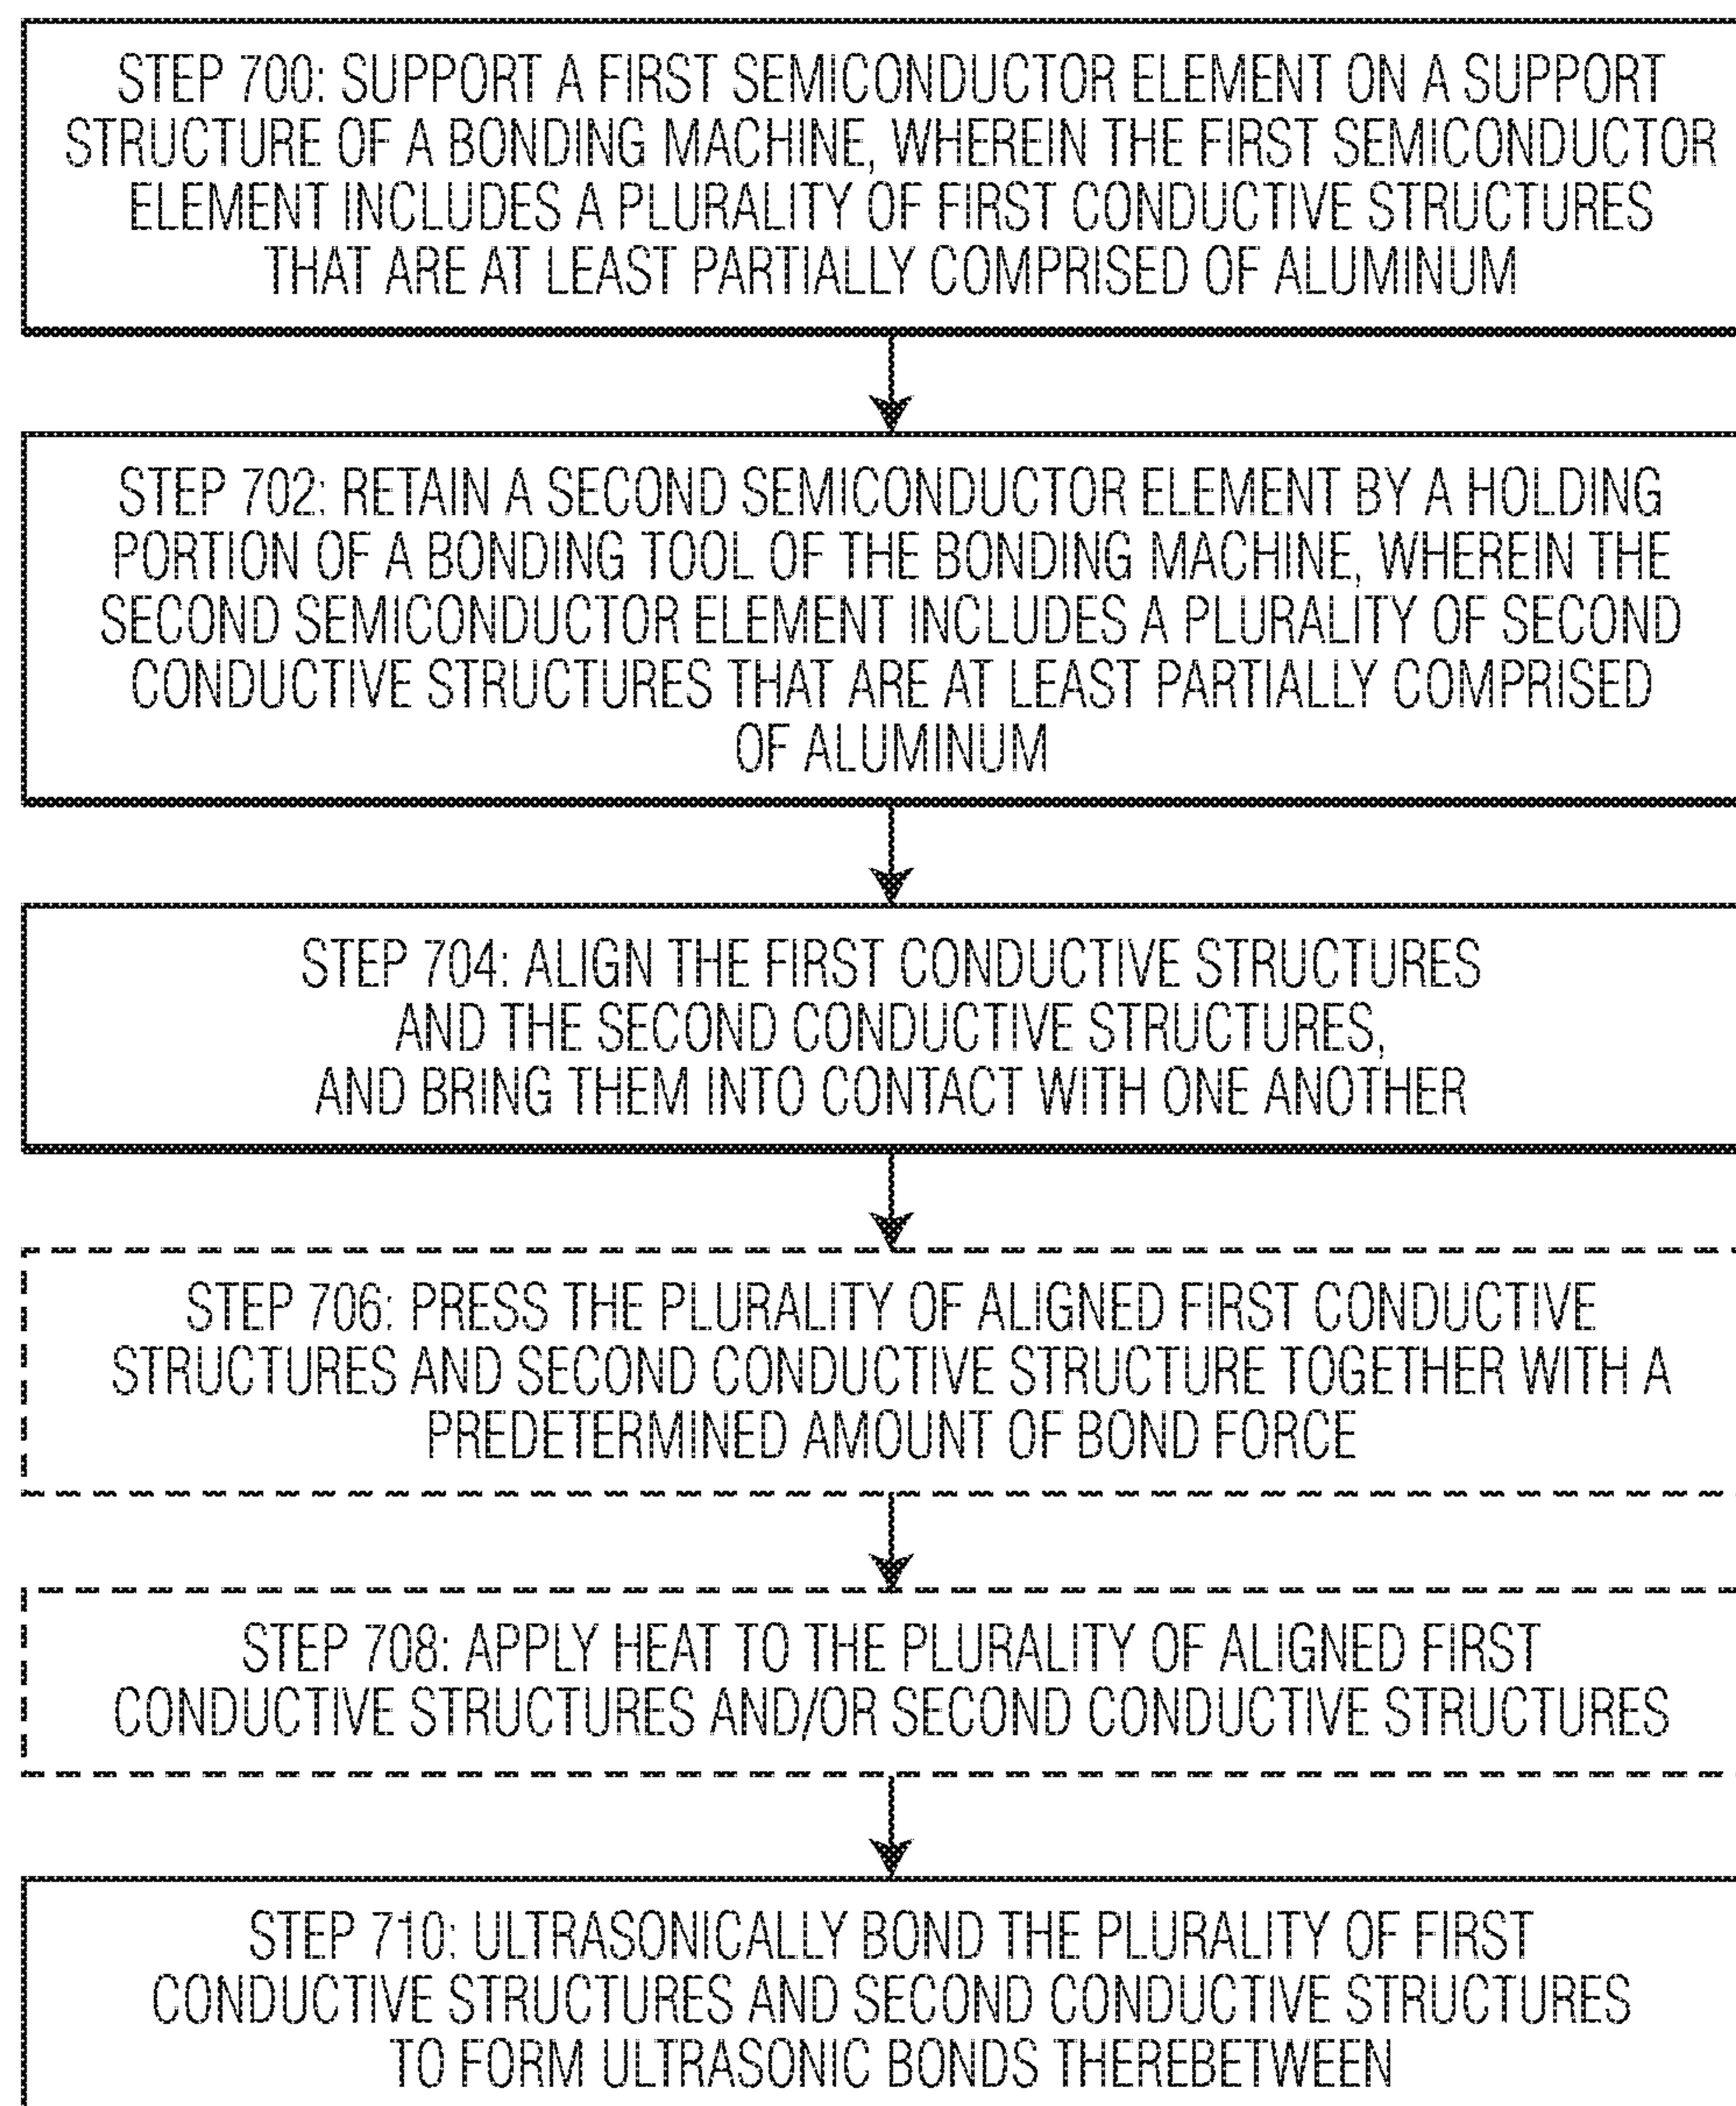 STEP 700: SUPPORT A FIRST SEMICONDUCTOR ELEMENT ON A SUPPORT
STRUCTURE OF A BONDING MACHINE, WHEREIN THE FIRST SEMICONDUCTOR
ELEMENT INCLUDES A PLURALITY OF FIRST CONDUCTIVE STRUCTURES
THAT ARE AT LEAST PARTIALLY COMPRISED OF ALUMINUM
STEP 702: RETAIN A SECOND SEMICONDUCTOR ELEMENT BY A HOLDING
PORTION OF A BONDING TOOL OF THE BONDING MACHINE, WHEREIN THE
SECOND SEMICONDUCTOR ELEMENT INCLUDES A PLURALITY OF SECOND
CONDUCTIVE STRUCTURES THAT ARE AT LEAST PARTIALLY COMPRISED
OF ALUMINUM
STEP 704: ALIGN THE FIRST CONDUCTIVE STRUCTURES
AND THE SECOND CONDUCTIVE STRUCTURES,
AND BRING THEM INTO CONTACT WITH ONE ANOTHER
STEP 706: PRESS THE PLURALITY OF ALIGNED FIRST CONDUCTIVE
STRUCTURES AND SECOND CONDUCTIVE STRUCTURE TOGETHER WITH A
PREDETERMINED AMOUNT OF BOND FORCE
STEP 708: APPLY HEAT TO THE PLURALITY OF ALIGNED FIRST
CONDUCTIVE STRUCTURES AND/OR SECOND CONDUCTIVE STRUCTURES
STEP 710: ULTRASONICALLY BOND THE PLURALITY OF FIRST
CONDUCTIVE STRUCTURES AND SECOND CONDUCTIVE STRUCTURES
TO FORM ULTRASONIC BONDS THEREBETWEEN